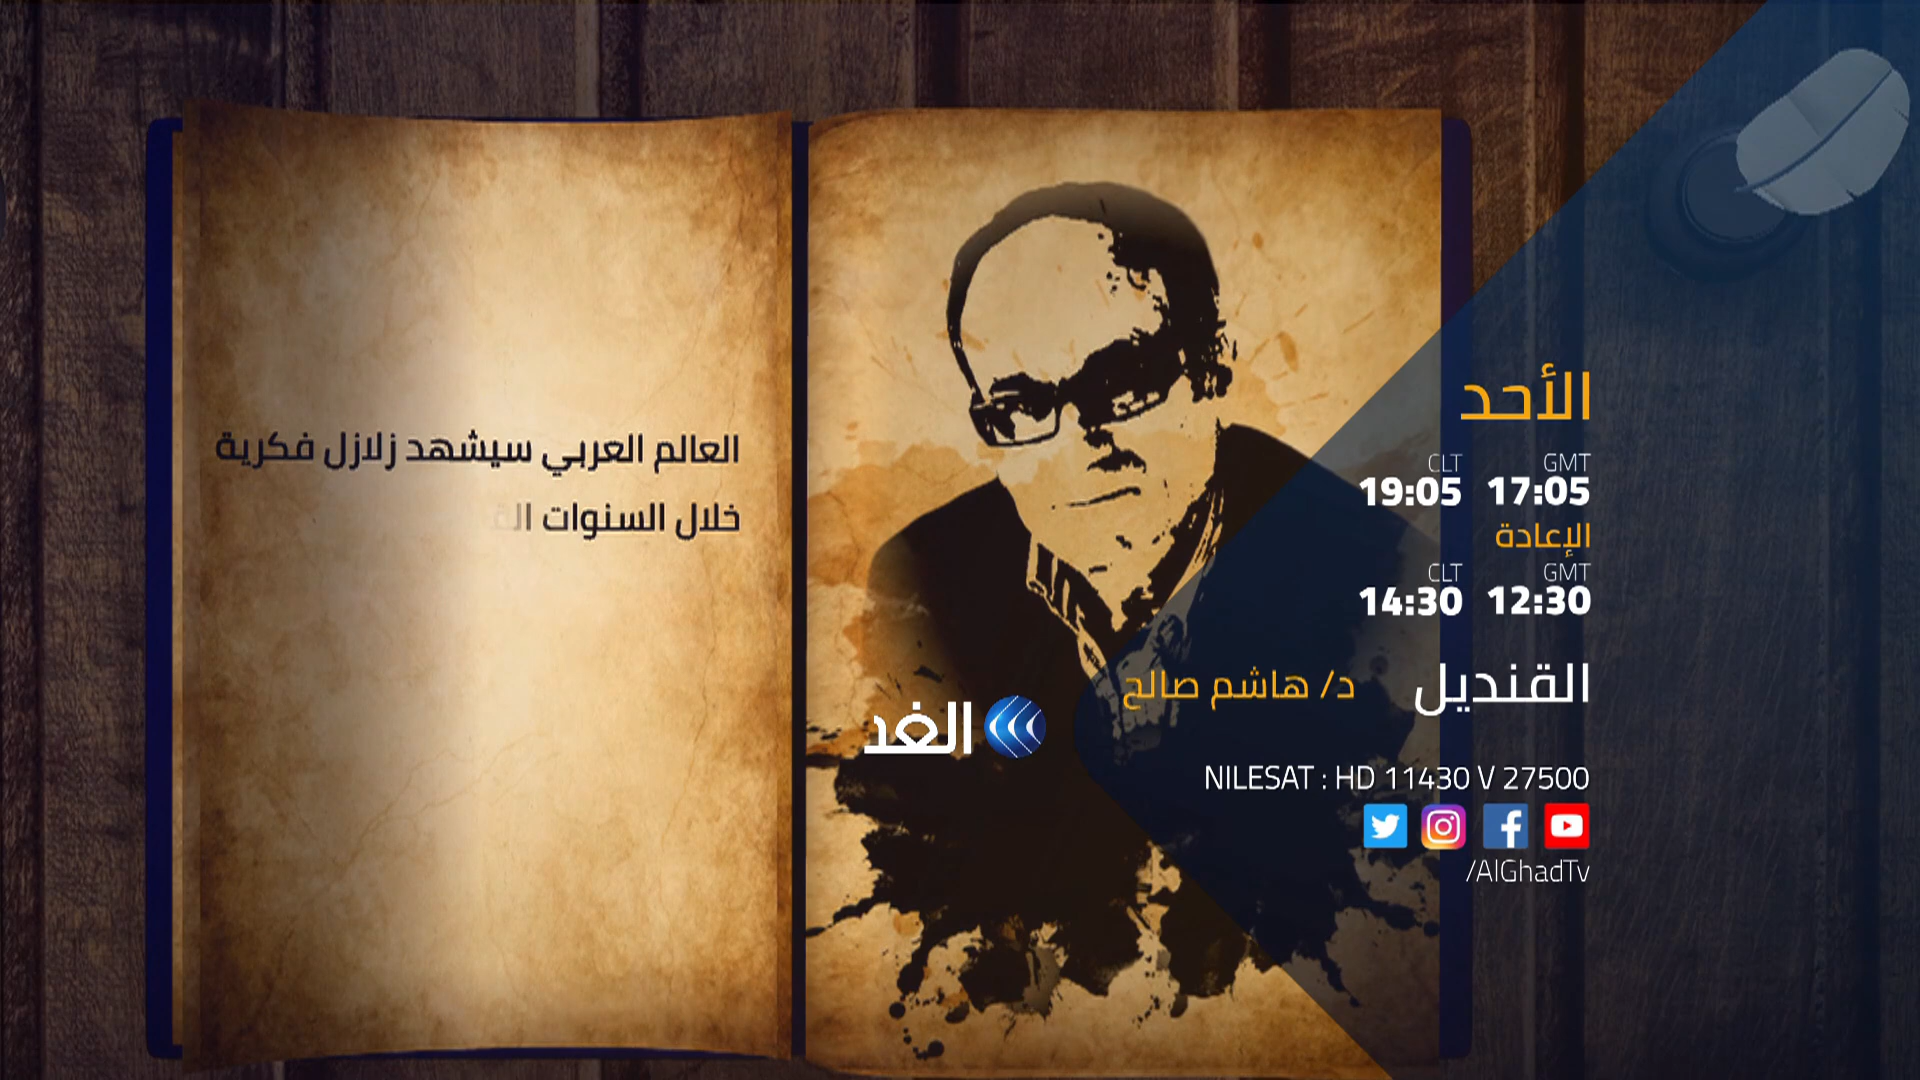 العالم العربي سيشهد زلازل فكرية
خلال السنوات
الأحد
GMT CLT
17:05 19:05
الإعادة
GMT CLT
12:30 14:30
القنديل د/ هاشم صالح
الغد
NILESAT : HD 11430 V 27500
/AlGhadTv